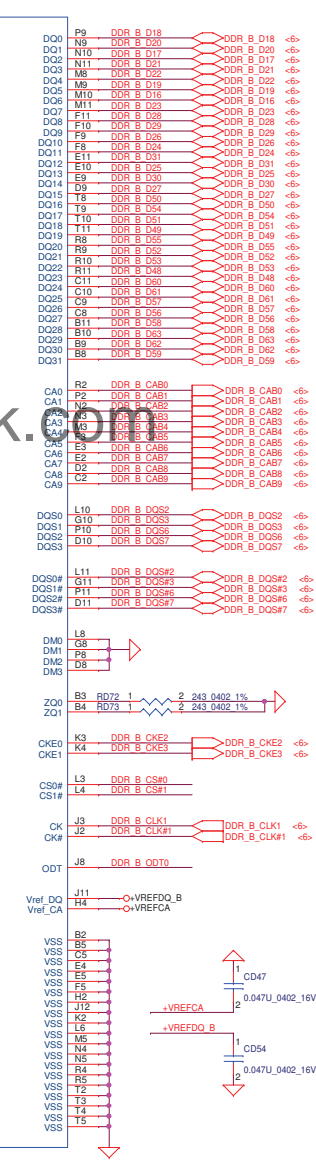 DQ0 P9 DDR_B_D18 DDR_B_D18 <6>
DQ1 N9 DDR_B_D20 DDR_B_D20 <6>
DQ2 N10 DDR_B_D17 DDR_B_D17 <6>
DQ3 N11 DDR_B_D21 DDR_B_D21 <6>
DQ4 M8 DDR_B_D22 DDR_B_D22 <6>
DQ5 M9 DDR_B_D19 DDR_B_D19 <6>
DQ6 M10 DDR_B_D16 DDR_B_D16 <6>
DQ7 M11 DDR_B_D23 DDR_B_D23 <6>
DQ8 F11 DDR_B_D28 DDR_B_D28 <6>
DQ9 F10 DDR_B_D29 DDR_B_D29 <6>
DQ10 F9 DDR_B_D26 DDR_B_D26 <6>
DQ11 F8 DDR_B_D24 DDR_B_D24 <6>
DQ12 E11 DDR_B_D31 DDR_B_D31 <6>
DQ13 E10 DDR_B_D25 DDR_B_D25 <6>
DQ14 E9 DDR_B_D30 DDR_B_D30 <6>
DQ15 D9 DDR_B_D27 DDR_B_D27 <6>
DQ16 T8 DDR_B_D50 DDR_B_D50 <6>
DQ17 T9 DDR_B_D54 DDR_B_D54 <6>
DQ18 T10 DDR_B_D51 DDR_B_D51 <6>
DQ19 T11 DDR_B_D49 DDR_B_D49 <6>
DQ20 R8 DDR_B_D55 DDR_B_D55 <6>
DQ21 R9 DDR_B_D52 DDR_B_D52 <6>
DQ22 R10 DDR_B_D53 DDR_B_D53 <6>
DQ23 R11 DDR_B_D48 DDR_B_D48 <6>
DQ24 C11 DDR_B_D60 DDR_B_D60 <6>
DQ25 C10 DDR_B_D61 DDR_B_D61 <6>
DQ26 C9 DDR_B_D57 DDR_B_D57 <6>
DQ27 C8 DDR_B_D56 DDR_B_D56 <6>
DQ28 B11 DDR_B_D58 DDR_B_D58 <6>
DQ29 B10 DDR_B_D63 DDR_B_D63 <6>
DQ30 B9 DDR_B_D62 DDR_B_D62 <6>
DQ31 B8 DDR_B_D59 DDR_B_D59 <6>
CA0 R2 DDR_B_CAB0 DDR_B_CAB0 <6>
CA1 P2 DDR_B_CAB1 DDR_B_CAB1 <6>
CA2 N2 DDR_B_CAB2 DDR_B_CAB2 <6>
CA3 N3 DDR_B_CAB3 DDR_B_CAB3 <6>
CA4 M3 DDR_B_CAB4 DDR_B_CAB4 <6>
CA5 F3 DDR_B_CAB5 DDR_B_CAB5 <6>
CA6 E3 DDR_B_CAB6 DDR_B_CAB6 <6>
CA7 E2 DDR_B_CAB7 DDR_B_CAB7 <6>
CA8 D2 DDR_B_CAB8 DDR_B_CAB8 <6>
CA9 C2 DDR_B_CAB9 DDR_B_CAB9 <6>
k.com
DQS0 L10 DDR_B_DQS2 DDR_B_DQS2 <6>
DQS1 G10 DDR_B_DQS3 DDR_B_DQS3 <6>
DQS2 P10 DDR_B_DQS6 DDR_B_DQS6 <6>
DQS3 D10 DDR_B_DQS7 DDR_B_DQS7 <6>
DQS0# L11 DDR_B_DQS#2 DDR_B_DQS#2 <6>
DQS1# G11 DDR_B_DQS#3 DDR_B_DQS#3 <6>
DQS2# P11 DDR_B_DQS#6 DDR_B_DQS#6 <6>
DQS3# D11 DDR_B_DQS#7 DDR_B_DQS#7 <6>
DM0 L8
DM1 G8
DM2 P8
DM3 D8
ZQ0 B3 RD72 1 2 243_0402_1%
ZQ1 B4 RD73 1 2 243_0402_1%
CKE0 K3 DDR_B_CKE2 DDR_B_CKE2 <6>
CKE1 K4 DDR_B_CKE3 DDR_B_CKE3 <6>
CS0# L3 DDR_B_CS#0
CS1# L4 DDR_B_CS#1
CK J3 DDR_B_CLK1 DDR_B_CLK1 <6>
CK# J2 DDR_B_CLK#1 DDR_B_CLK#1 <6>
ODT J8 DDR_B_ODT0
Vref_DQ J11 +VREFDQ_B
Vref_CA H4 +VREFCA
VSS B2
VSS B5
VSS C5
VSS E4
VSS E5
VSS F5
VSS H2
VSS J12
VSS K2
VSS L6
VSS M5
VSS N4
VSS N5
VSS R4
VSS R5
VSS T2
VSS T3
VSS T4
VSS T5
1
CD47
0.047U_0402_16V
2
+VREFCA
+VREFDQ_B
1
CD54
0.047U_0402_16V
2